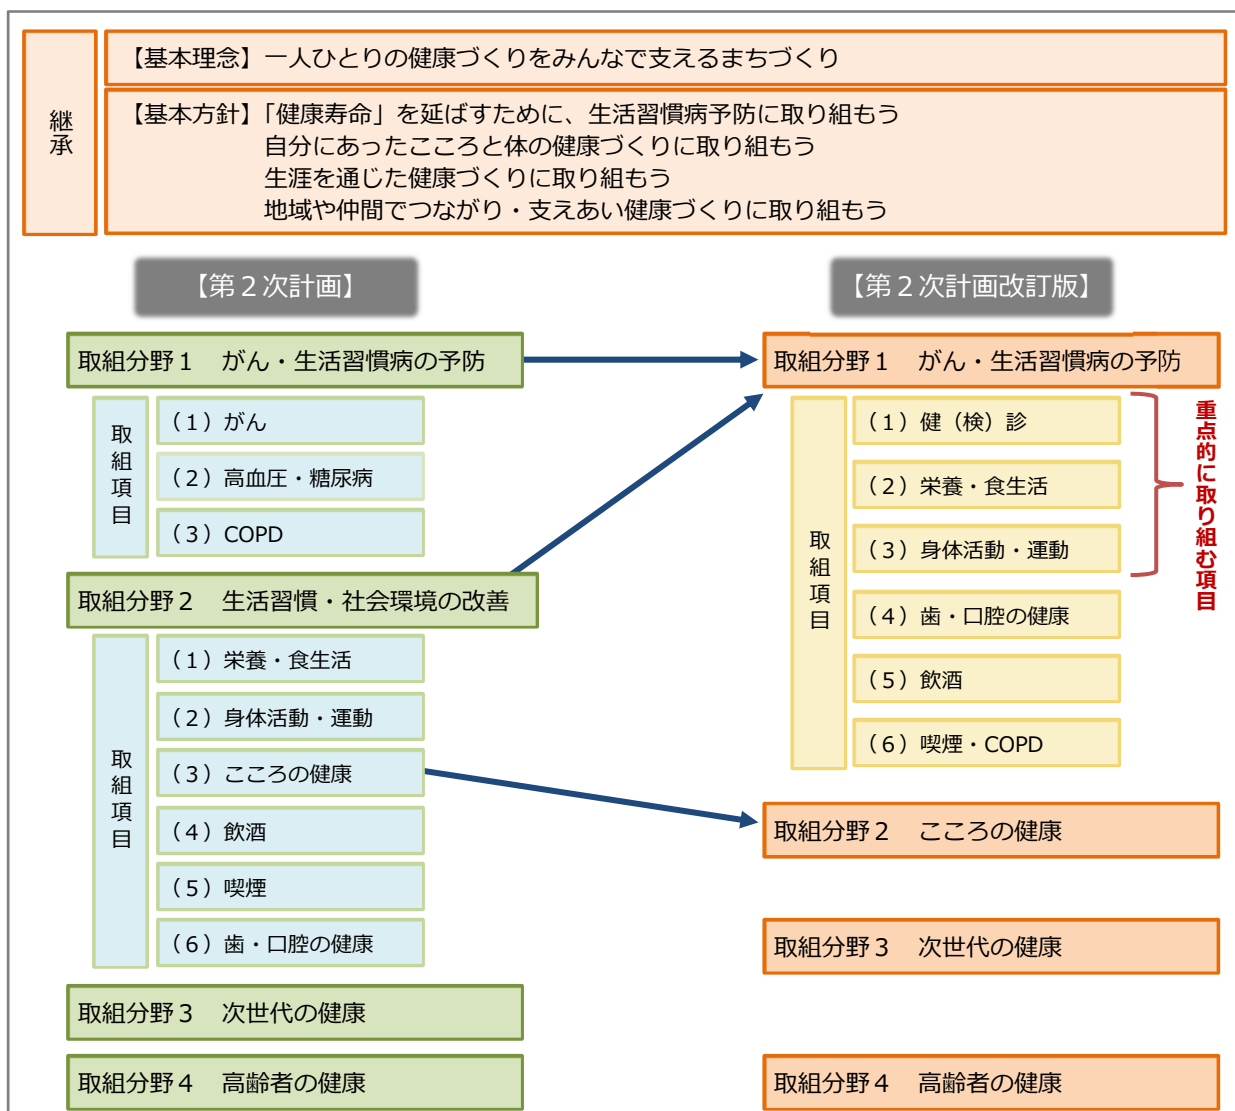 継承
【基本理念】一人ひとりの健康づくりをみんなで支えるまちづくり
【基本方針】「健康寿命」を延ばすために、生活習慣病予防に取り組もう
自分にあったこころと体の健康づくりに取り組もう
生涯を通じた健康づくりに取り組もう
地域や仲間でつながり・支えあい健康づくりに取り組もう
【第２次計画】
取組分野１　がん・生活習慣病の予防
取組項目
（１）がん
（２）高血圧・糖尿病
（３）COPD
取組分野２　生活習慣・社会環境の改善
取組項目
（１）栄養・食生活
（２）身体活動・運動
（３）こころの健康
（４）飲酒
（５）喫煙
（６）歯・口腔の健康
取組分野３　次世代の健康
取組分野４　高齢者の健康
【第２次計画改訂版】
取組分野１　がん・生活習慣病の予防
取組項目
（１）健（検）診
（２）栄養・食生活
（３）身体活動・運動
（４）歯・口腔の健康
（５）飲酒
（６）喫煙・COPD
重点的に取り組む項目
取組分野２　こころの健康
取組分野３　次世代の健康
取組分野４　高齢者の健康